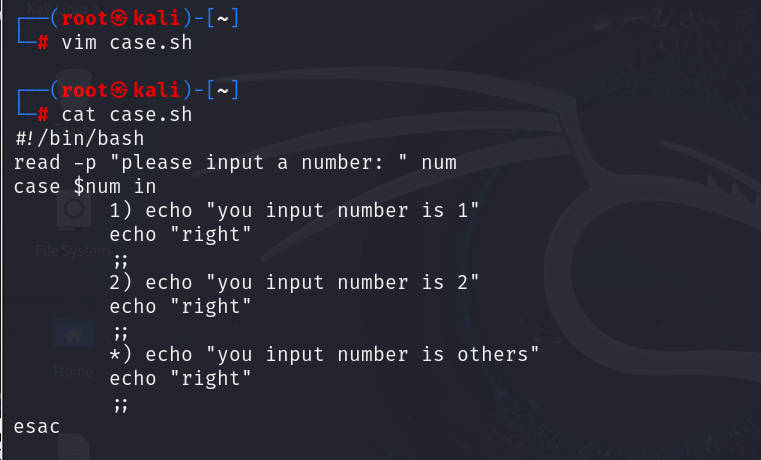 ┌──(root㉿kali)-[~]
└─# vim case.sh
┌──(root㉿kali)-[~]
└─# cat case.sh
#!/bin/bash
read -p "please input a number: " num
case $num in
1) echo "you input number is 1"
echo "right"
;;
2) echo "you input number is 2"
echo "right"
;;
*) echo "you input number is others"
echo "right"
;;
esac
File System
Home